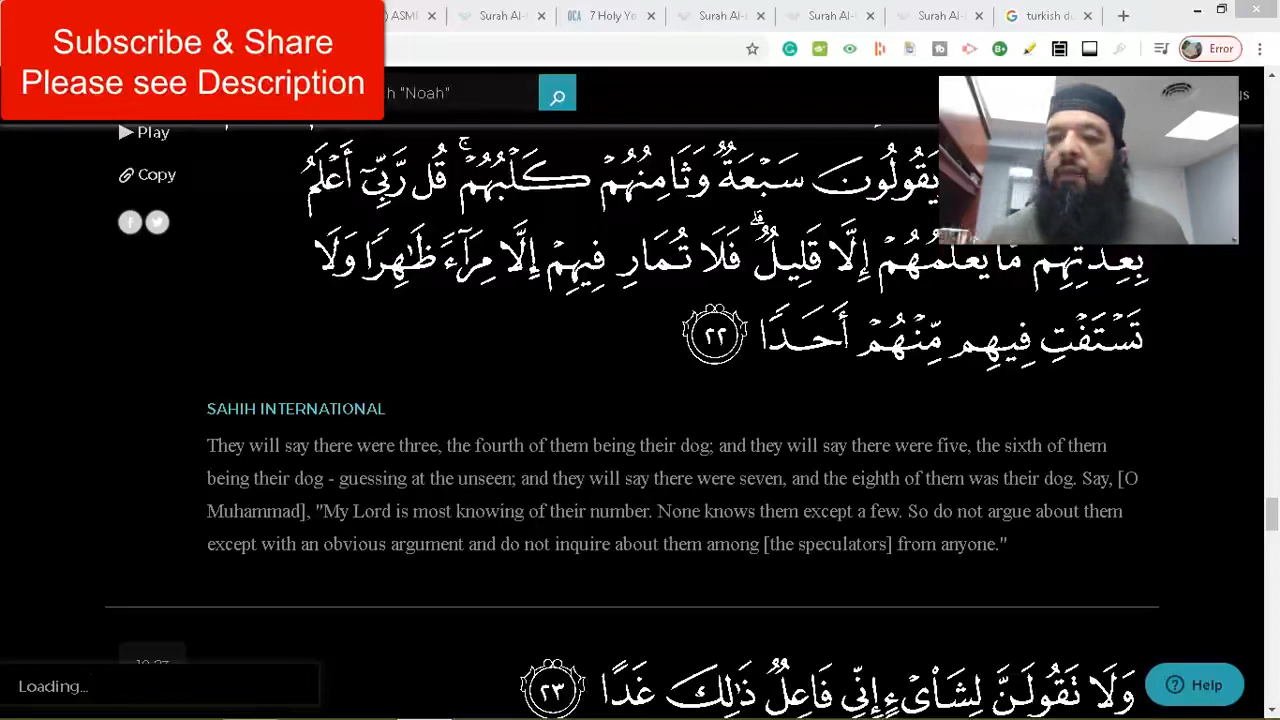 ) ASMI
Surah Al-
OCA 7 Holy Yo
Surah Al-
Surah Al-
Surah Al-
turkish d
Subscribe & Share
Please see Description
Error
h "Noah"
s
Play
Copy
يَقُولُونَ سَبْعَةٌ وَثَامِنُهُمْ كَلْبُهُمْ ۚ قُل رَّبِّىٓ أَعْلَمُ
بِعِدَّتِهِم مَّا يَعْلَمُهُمْ إِلَّا قَلِيلٌ ۗ فَلَا تُمَارِ فِيهِمْ إِلَّا مِرَآءً ظَـٰهِرًا وَلَا
تَسْتَفْتِ فِيهِم مِّنْهُمْ أَحَدًا ٢٢
SAHIH INTERNATIONAL
They will say there were three, the fourth of them being their dog; and they will say there were five, the sixth of them
being their dog - guessing at the unseen; and they will say there were seven, and the eighth of them was their dog. Say, [O
Muhammad], "My Lord is most knowing of their number. None knows them except a few. So do not argue about them
except with an obvious argument and do not inquire about them among [the speculators] from anyone."
وَلَا تَقُولَنَّ لِشَا۟ىْءٍ إِنِّى فَاعِلٌ ذَٰلِكَ غَدًا ٢٣
Loading...
Help